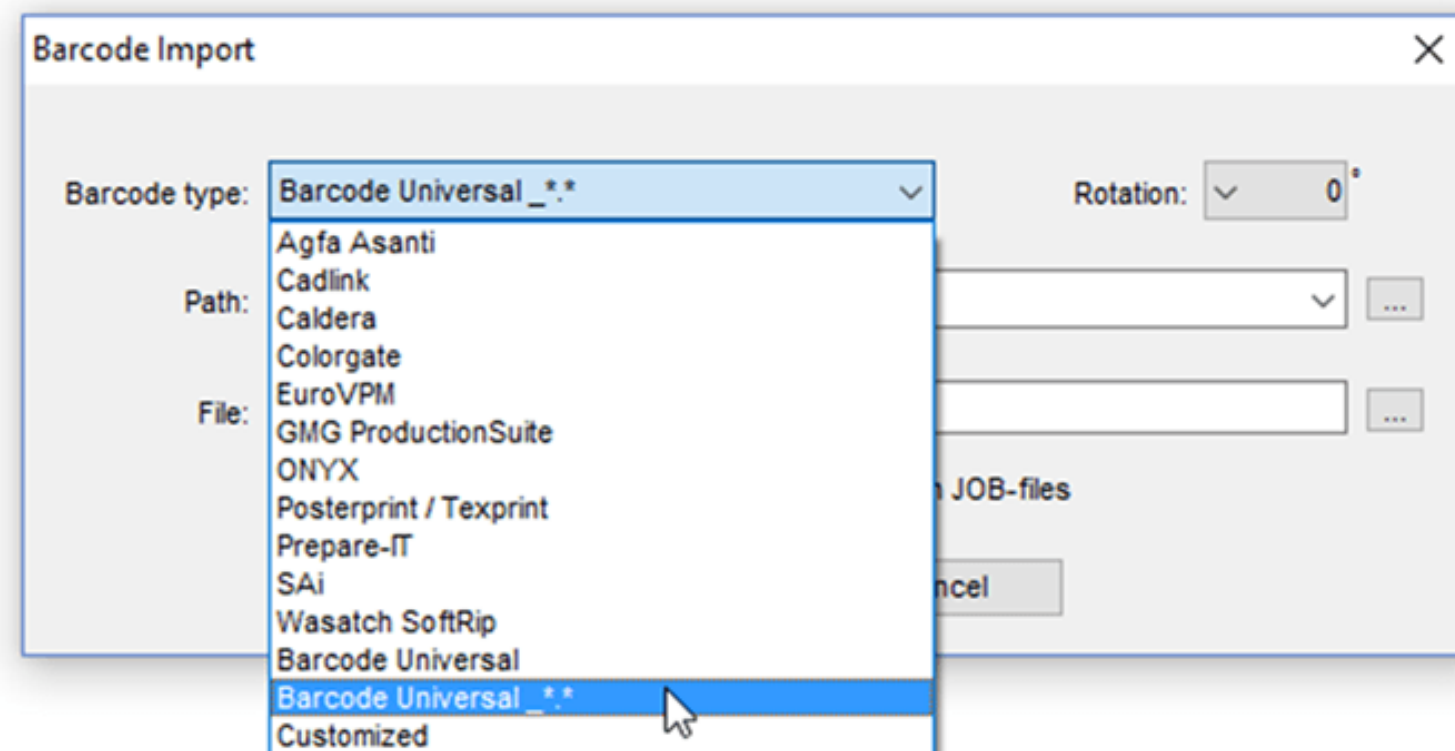 Barcode Import
Barcode type: Barcode Universal _*.* Rotation: 0°
Agfa Asanti
Cadlink
Path:
...
Caldera
Colorgate
EuroVPM
File:
...
GMG ProductionSuite
ONYX
JOB-files
Posterprint / Texprint
Prepare-IT
SAi
ncel
Wasatch SoftRip
Barcode Universal
Barcode Universal _*.*
Customized